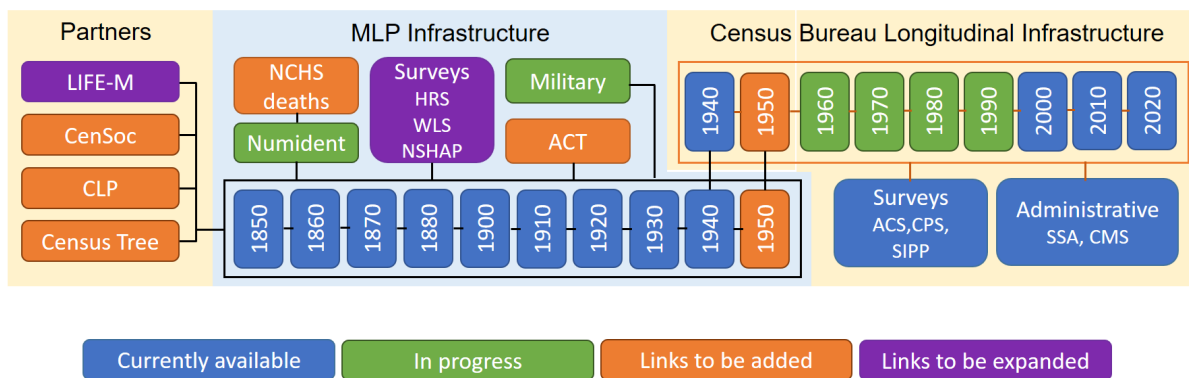 Partners
LIFE-M
CenSoc
CLP
Census Tree
MLP Infrastructure
NCHS
deaths
Numident
Surveys
HRS
WLS
NSHAP
Military
ACT
1850
1860
1870
1880
1900
1910
1920
1930
1940
1950
Census Bureau Longitudinal Infrastructure
1940
1950
1960
1970
1980
1990
2000
2010
2020
Surveys
ACS,CPS,
SIPP
Administrative
SSA, CMS
Currently available
In progress
Links to be added
Links to be expanded